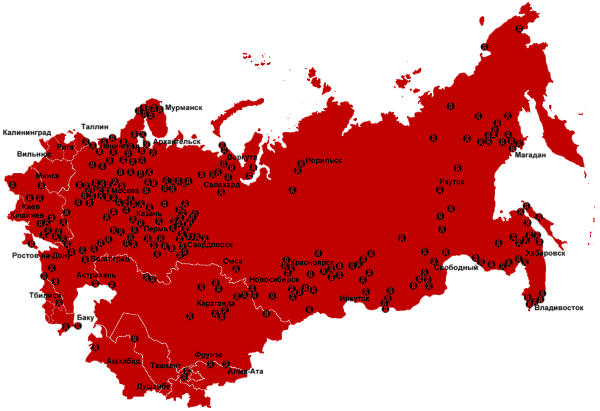 Мурманск
Таллин
Калининград
Рига
Архангельск
Вильнюс
Воркута
Норильск
Магадан
Минск
Салехард
Якутск
Москва
Киев
Казань
Кишинев
Пермь
Свердловск
Хабаровск
Ростов-на-Дону
Волгоград
Омск
Красноярск
Свободный
Астрахань
Новосибирск
Тбилиси
Караганда
Иркутск
Владивосток
Баку
Фрунзе
Ашхабад
Ташкент
Алма-Ата
Душанбе